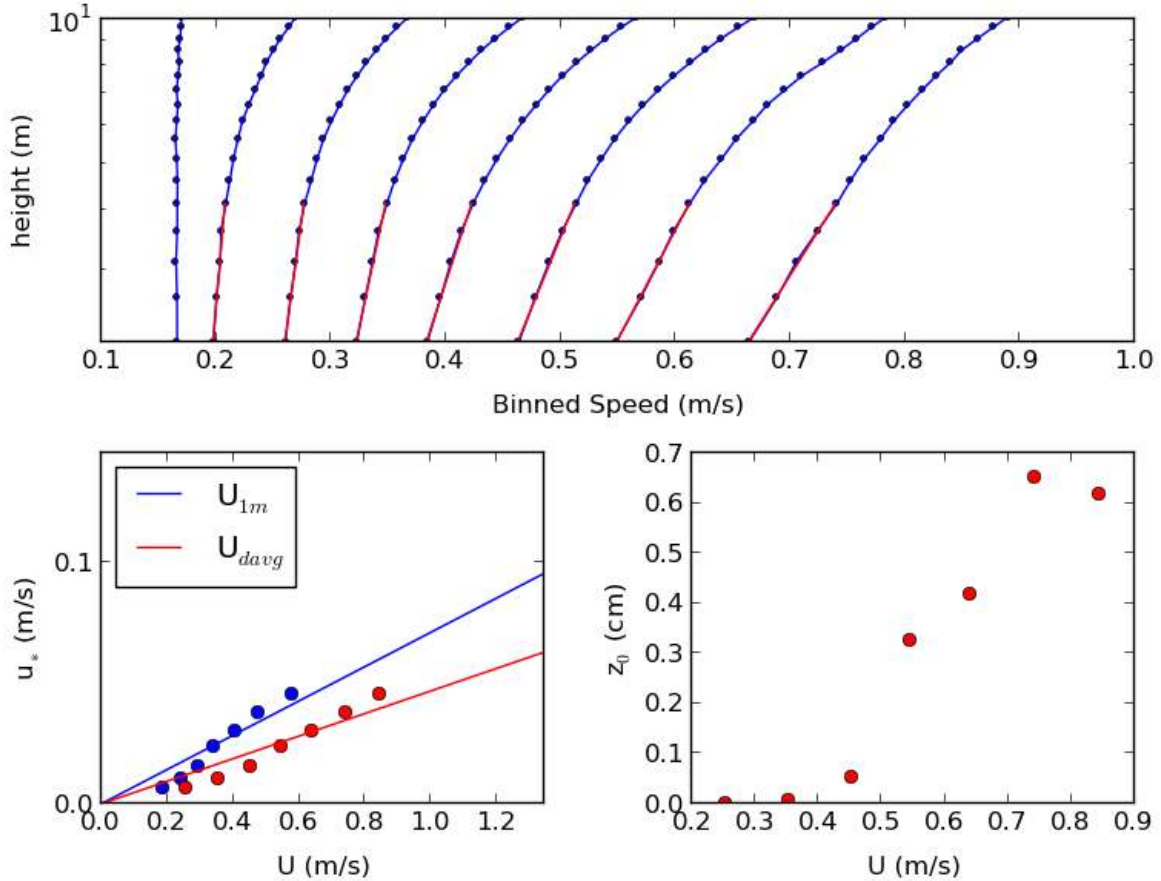 10¹
height (m)
0.1 0.2 0.3 0.4 0.5 0.6 0.7 0.8 0.9 1.0
Binned Speed (m/s)
U1m
Udavg
0.1
0.0
u* (m/s)
0.0 0.2 0.4 0.6 0.8 1.0 1.2
U (m/s)
0.7
0.6
0.5
0.4
0.3
0.2
0.1
0.0
z0 (cm)
0.2 0.3 0.4 0.5 0.6 0.7 0.8 0.9
U (m/s)